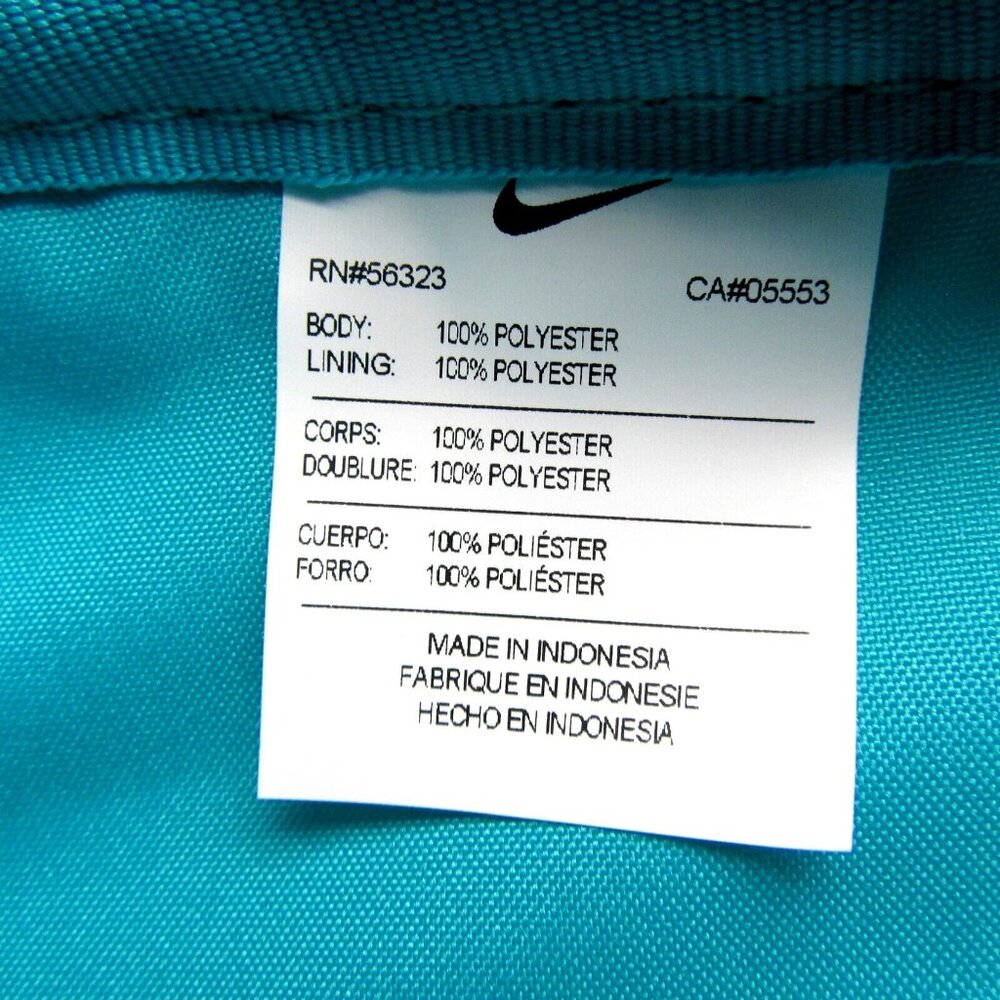 RN#56323 CA#05553
BODY: 100% POLYESTER
LINING: 100% POLYESTER
CORPS: 100% POLYESTER
DOUBLURE: 100% POLYESTER
CUERPO: 100% POLIÉSTER
FORRO: 100% POLIÉSTER
MADE IN INDONESIA
FABRIQUE EN INDONESIE
HECHO EN INDONESIA